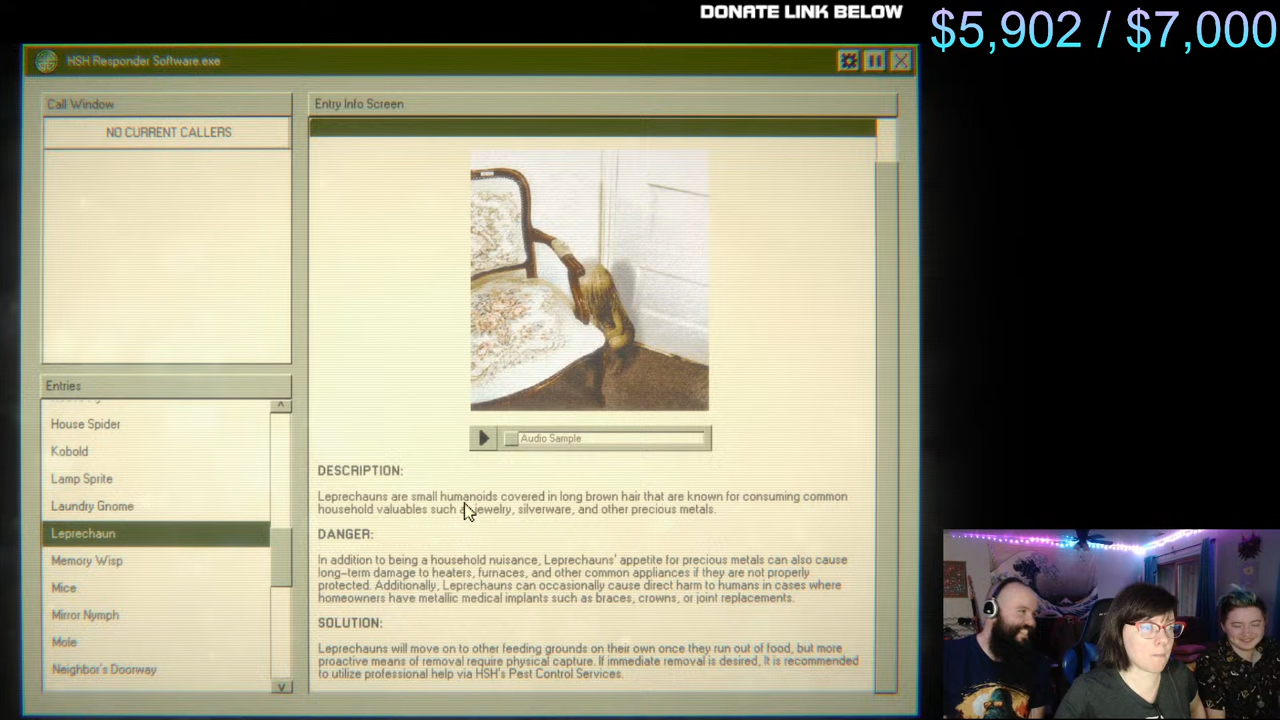 DONATE LINK BELOW
$5,902 / $7,000
HSH Responder Software.exe
Call Window
NO CURRENT CALLERS
Entries
House Spider
Kobold
Lamp Sprite
Laundry Gnome
Leprechaun
Memory Wisp
Mice
Mirror Nymph
Mole
Neighbor's Doorway
Entry Info Screen
Audio Sample
DESCRIPTION:
Leprechauns are small humanoids covered in long brown hair that are known for consuming common
household valuables such as jewelry, silverware, and other precious metals.
DANGER:
In addition to being a household nuisance, Leprechauns' appetite for precious metals can also cause
long-term damage to heaters, furnaces, and other common appliances if they are not properly
protected. Additionally, Leprechauns can occasionally cause direct harm to humans in cases where
homeowners have metallic medical implants such as braces, crowns, or joint replacements.
SOLUTION:
Leprechauns will move on to other feeding grounds on their own once they run out of food, but more
proactive means of removal require physical capture. If immediate removal is desired, It is recommended
to utilize professional help via HSH's Pest Control Services.